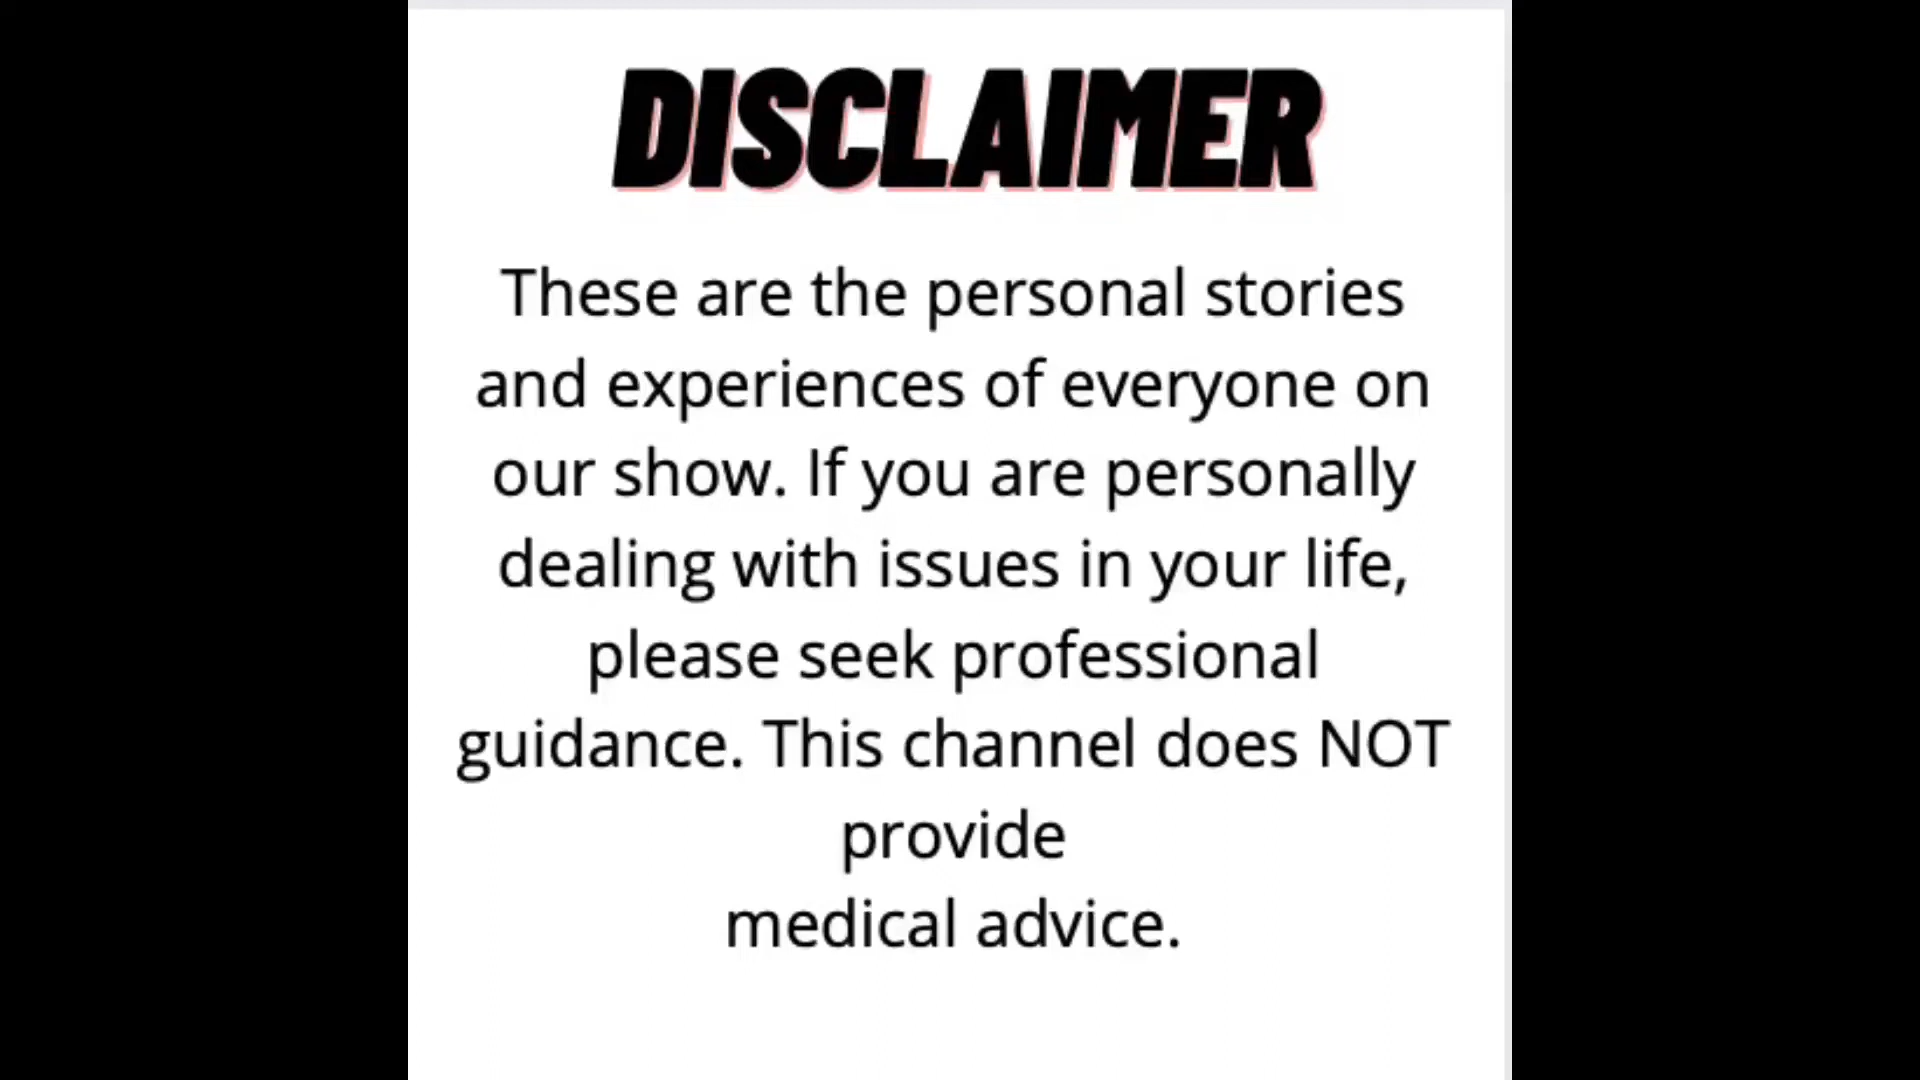 DISCLAIMER
These are the personal stories
and experiences of everyone on
our show. If you are personally
dealing with issues in your life,
please seek professional
guidance. This channel does NOT
provide
medical advice.